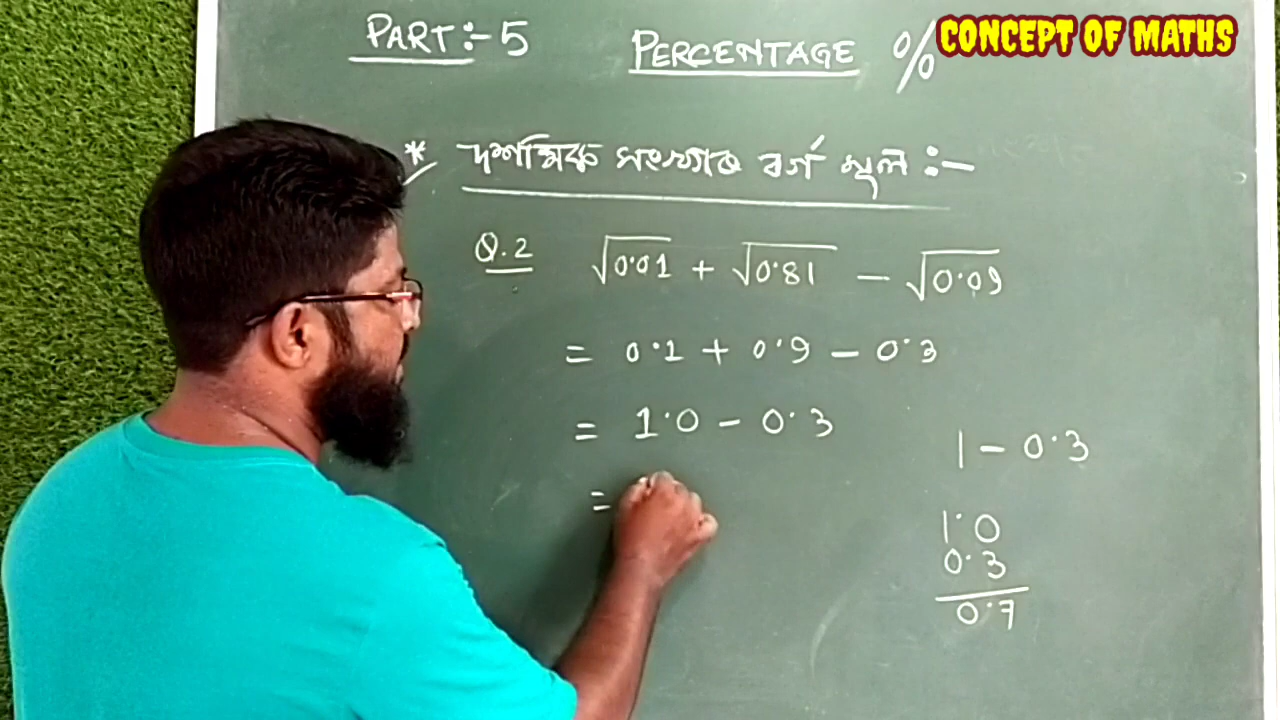 PART:- 5
PERCENTAGE %
CONCEPT OF MATHS
* দশমিক সংখ্যাৰ বৰ্গ মূল :-
Q.2 √0.01 + √0.81 - √0.09
= 0.1 + 0.9 - 0.3
= 1.0 - 0.3
=
1 - 0.3
1.0
0.3
0.7